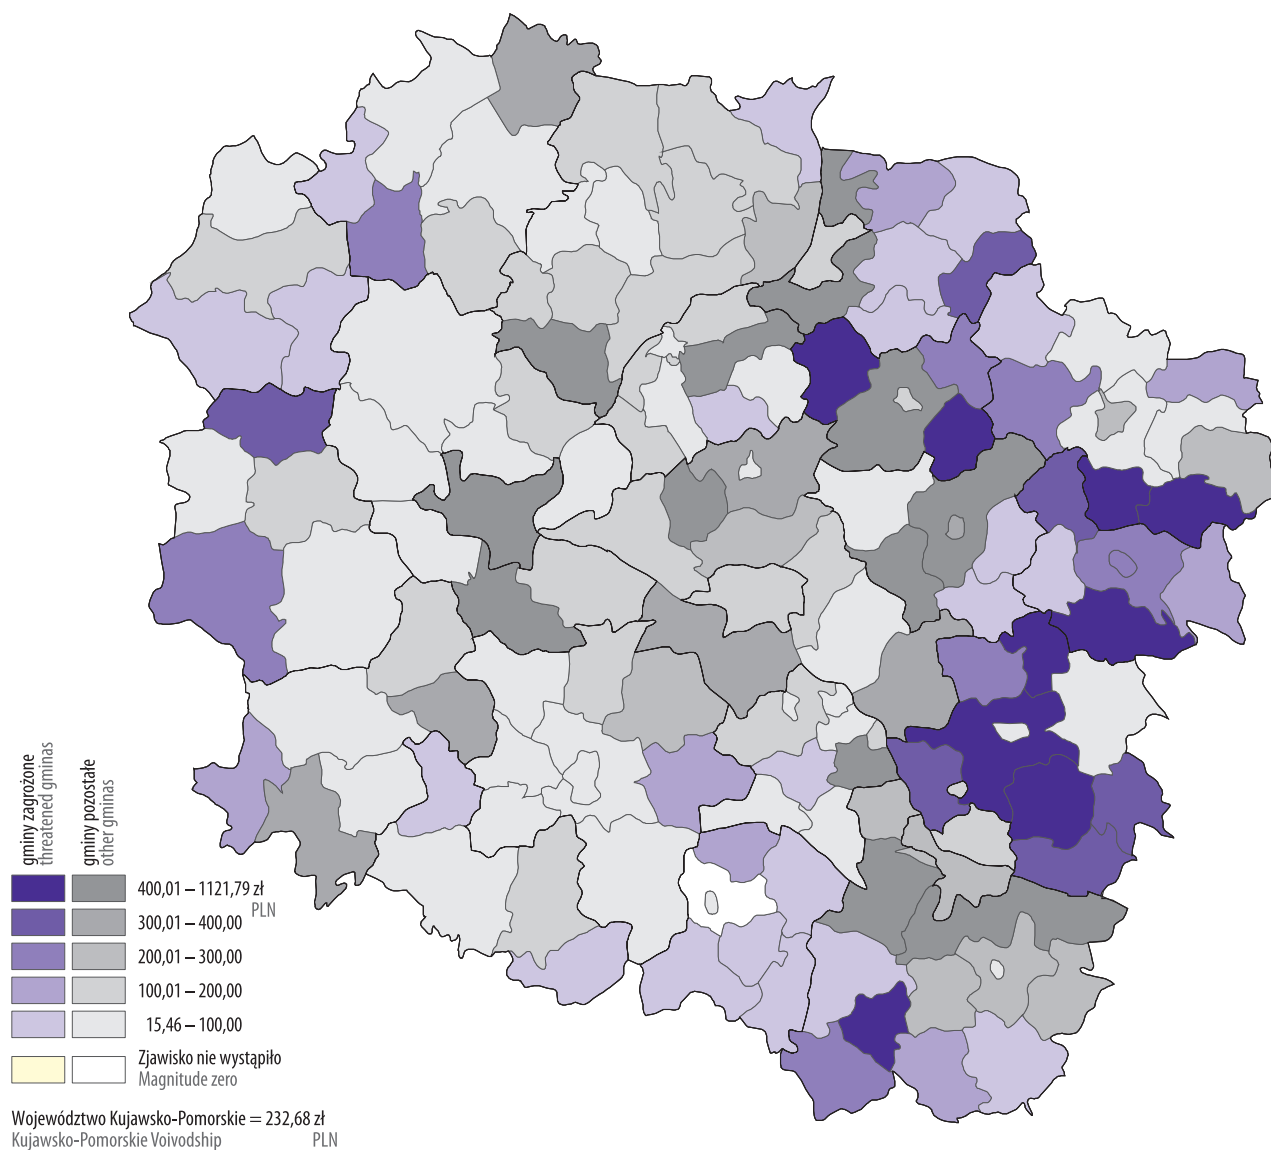 gminy zagrożone
threatened gminas
gminy pozostałe
other gminas
400,01 – 1121,79 zł
PLN
300,01 – 400,00
200,01 – 300,00
100,01 – 200,00
15,46 – 100,00
Zjawisko nie wystąpiło
Magnitude zero
Województwo Kujawsko-Pomorskie = 232,68 zł
Kujawsko-Pomorskie Voivodship PLN